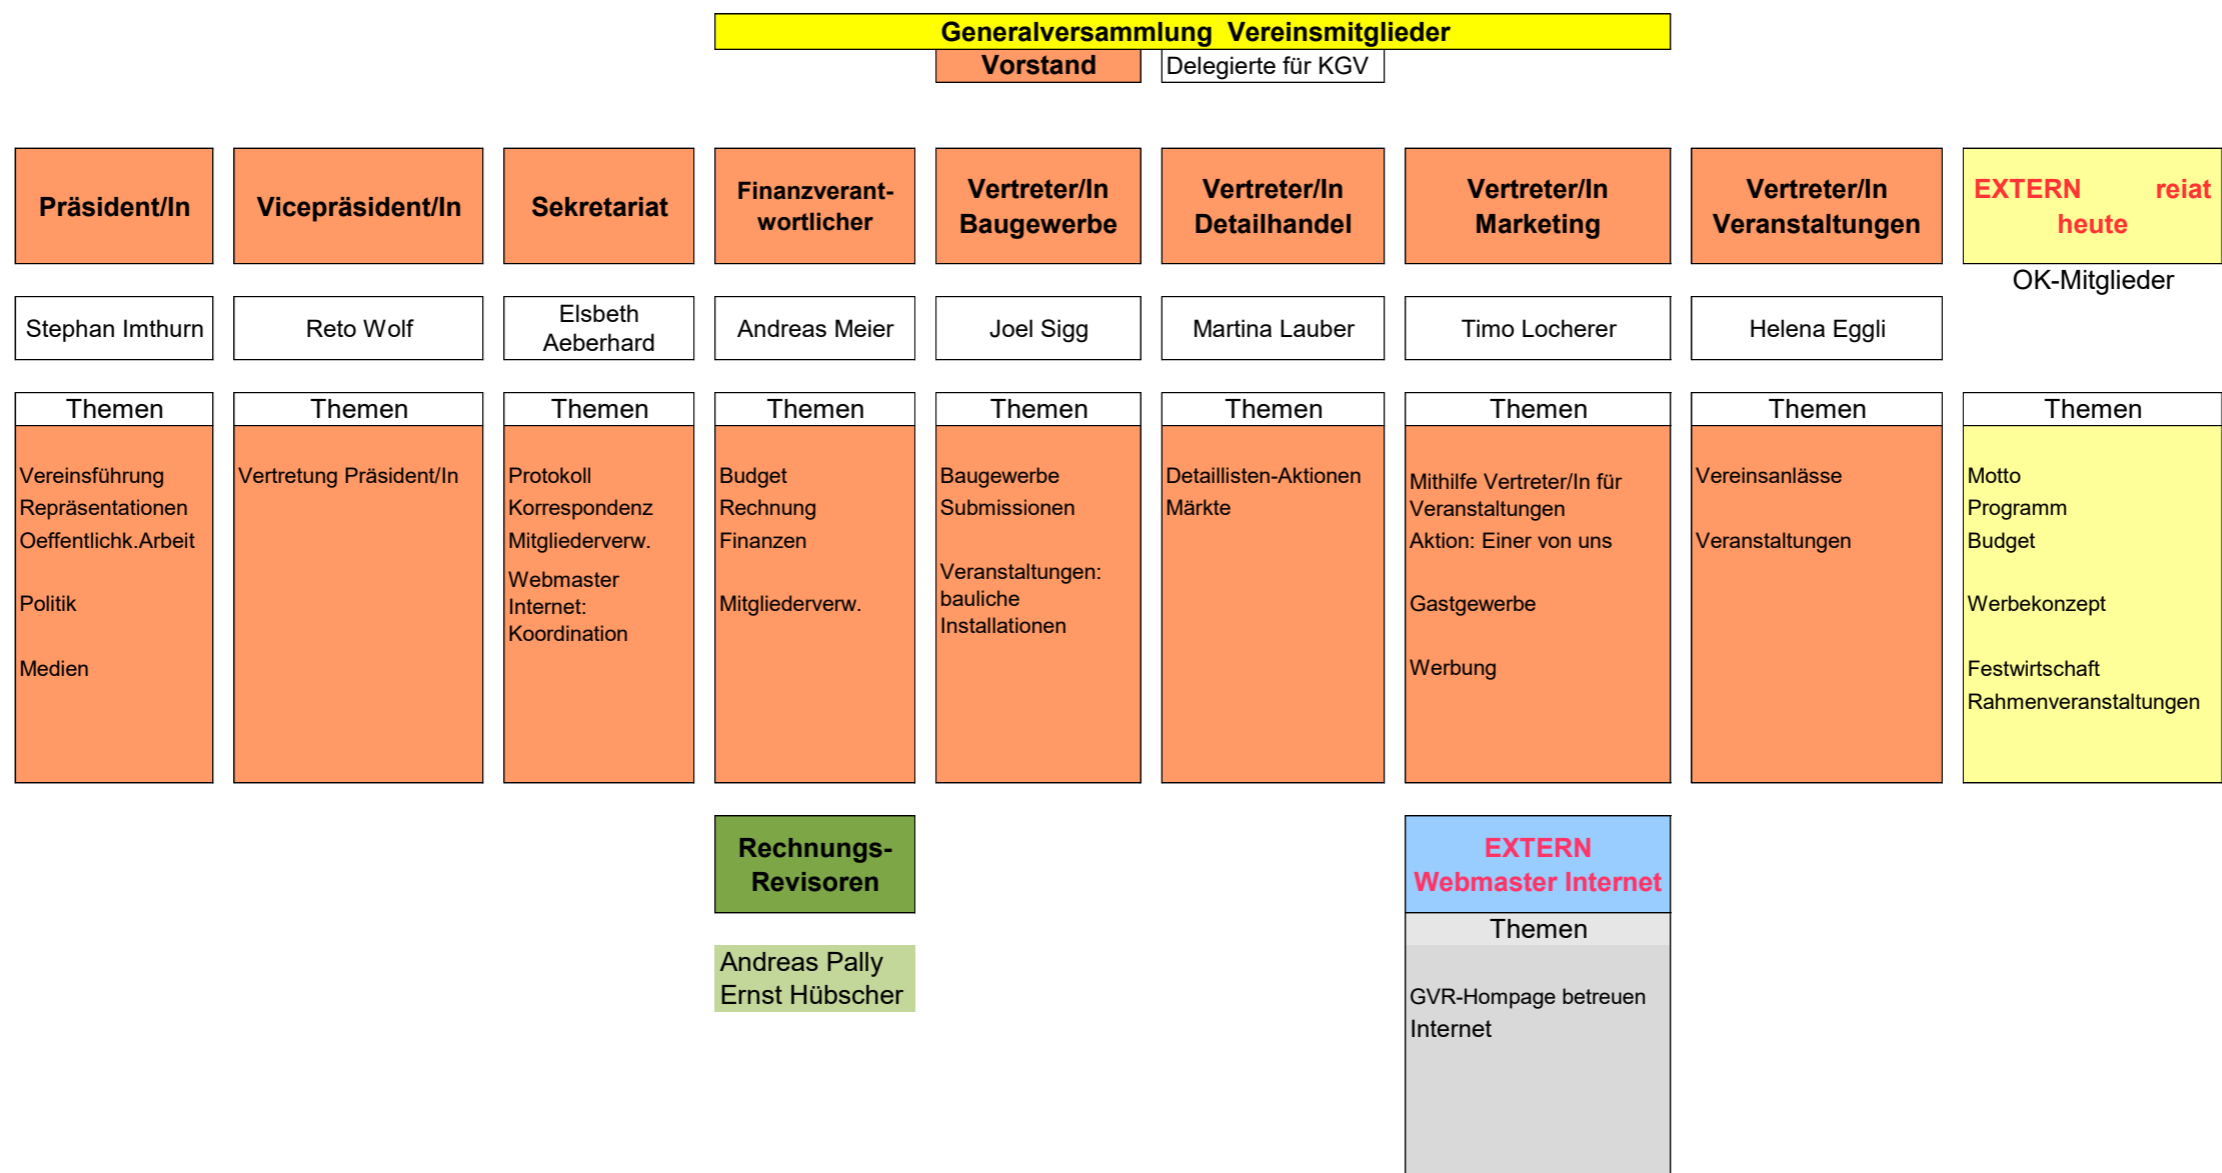 Generalversammlung Vereinsmitglieder
Vorstand
Delegierte für KGV
Präsident/In
Vicepräsident/In
Sekretariat
Finanzverant-
wortlicher
Vertreter/In
Baugewerbe
Vertreter/In
Detailhandel
Vertreter/In
Marketing
Vertreter/In
Veranstaltungen
EXTERN reiat
heute
OK-Mitglieder
Stephan Imthurn
Reto Wolf
Elsbeth
Aeberhard
Andreas Meier
Joel Sigg
Martina Lauber
Timo Locherer
Helena Eggli
Themen
Themen
Themen
Themen
Themen
Themen
Themen
Themen
Themen
Vereinsführung
Repräsentationen
Oeffentlichk.Arbeit
Politik
Medien
Vertretung Präsident/In
Protokoll
Korrespondenz
Mitgliederverw.
Webmaster
Internet:
Koordination
Budget
Rechnung
Finanzen
Mitgliederverw.
Baugewerbe
Submissionen
Veranstaltungen:
bauliche
Installationen
Detaillisten-Aktionen
Märkte
Mithilfe Vertreter/In für
Veranstaltungen
Aktion: Einer von uns
Gastgewerbe
Werbung
Vereinsanlässe
Veranstaltungen
Motto
Programm
Budget
Werbekonzept
Festwirtschaft
Rahmenveranstaltungen
Rechnungs-
Revisoren
Andreas Pally
Ernst Hübscher
EXTERN
Webmaster Internet
Themen
GVR-Hompage betreuen
Internet